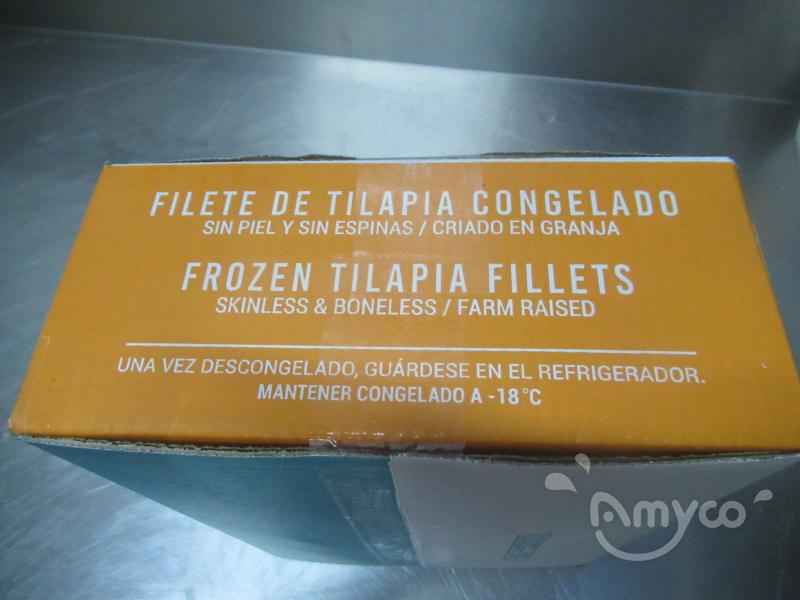 FILETE DE TILAPIA CONGELADO
SIN PIEL Y SIN ESPINAS / CRIADO EN GRANJA
FROZEN TILAPIA FILLETS
SKINLESS & BONELESS / FARM RAISED
UNA VEZ DESCONGELADO, GUÁRDESE EN EL REFRIGERADOR.
MANTENER CONGELADO A -18°C
Amyco